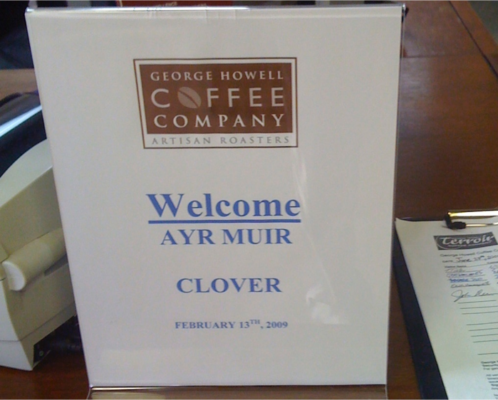 GEORGE HOWELL
COFFEE
COMPANY
ARTISAN ROASTERS
Welcome
AYR MUIR
CLOVER
FEBRUARY 13TH, 2009
terroir